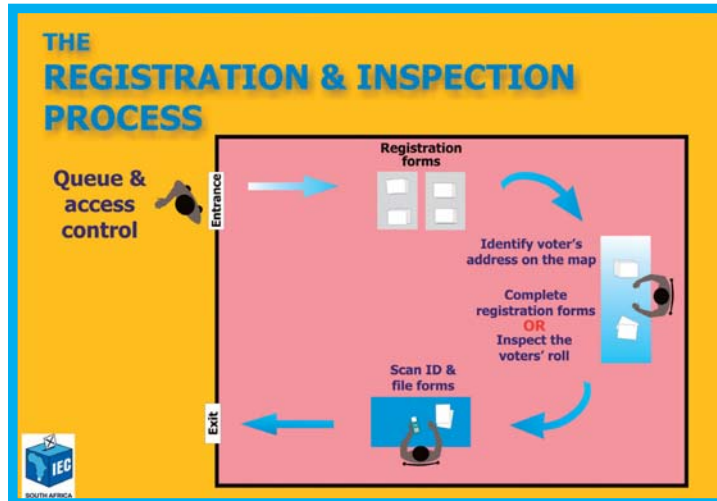 THE
REGISTRATION & INSPECTION
PROCESS
Queue &
access
control
Entrance
Registration
forms
Identify voter's
address on the map
Complete
registration forms
OR
Inspect the
voters' roll
Scan ID &
file forms
Exit
IEC
SOUTH AFRICA